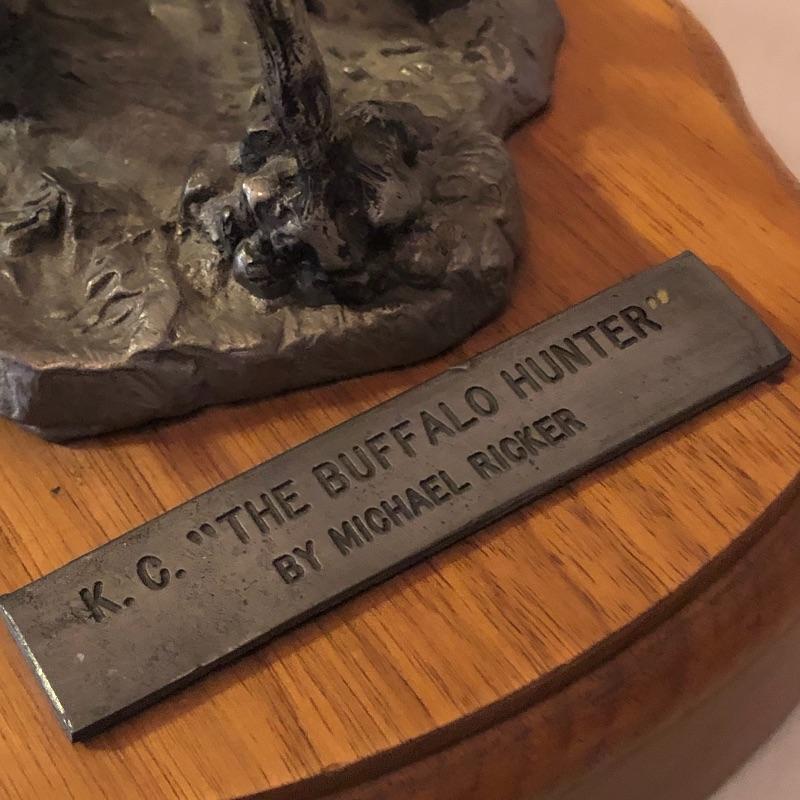 K. C. "THE BUFFALO HUNTER"
BY MICHAEL RICKER